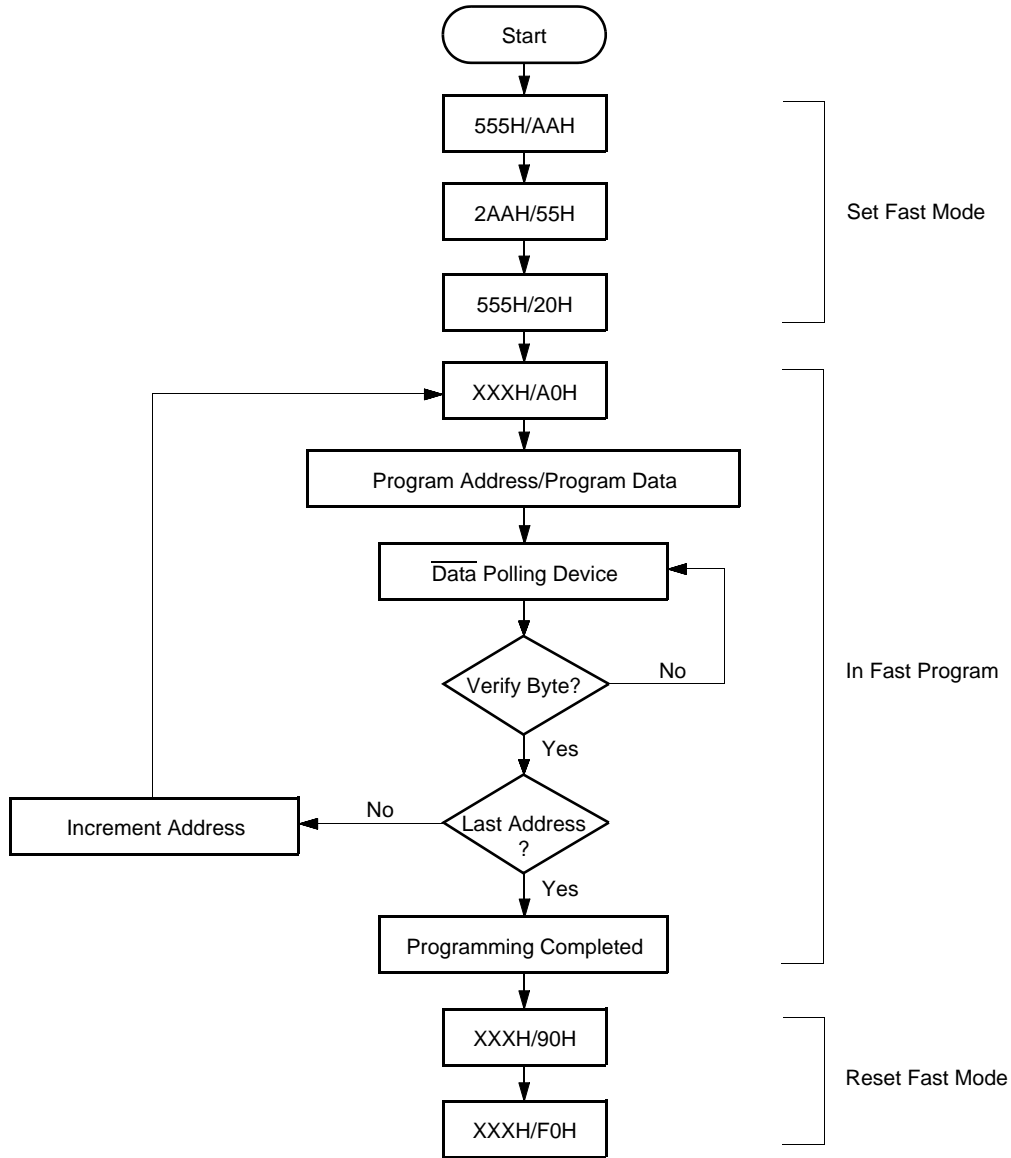 Start
555H/AAH
2AAH/55H
Set Fast Mode
555H/20H
XXXH/A0H
Program Address/Program Data
Data Polling Device
Verify Byte?
No
In Fast Program
Yes
Increment Address
No
Last Address
?
Yes
Programming Completed
XXXH/90H
Reset Fast Mode
XXXH/F0H